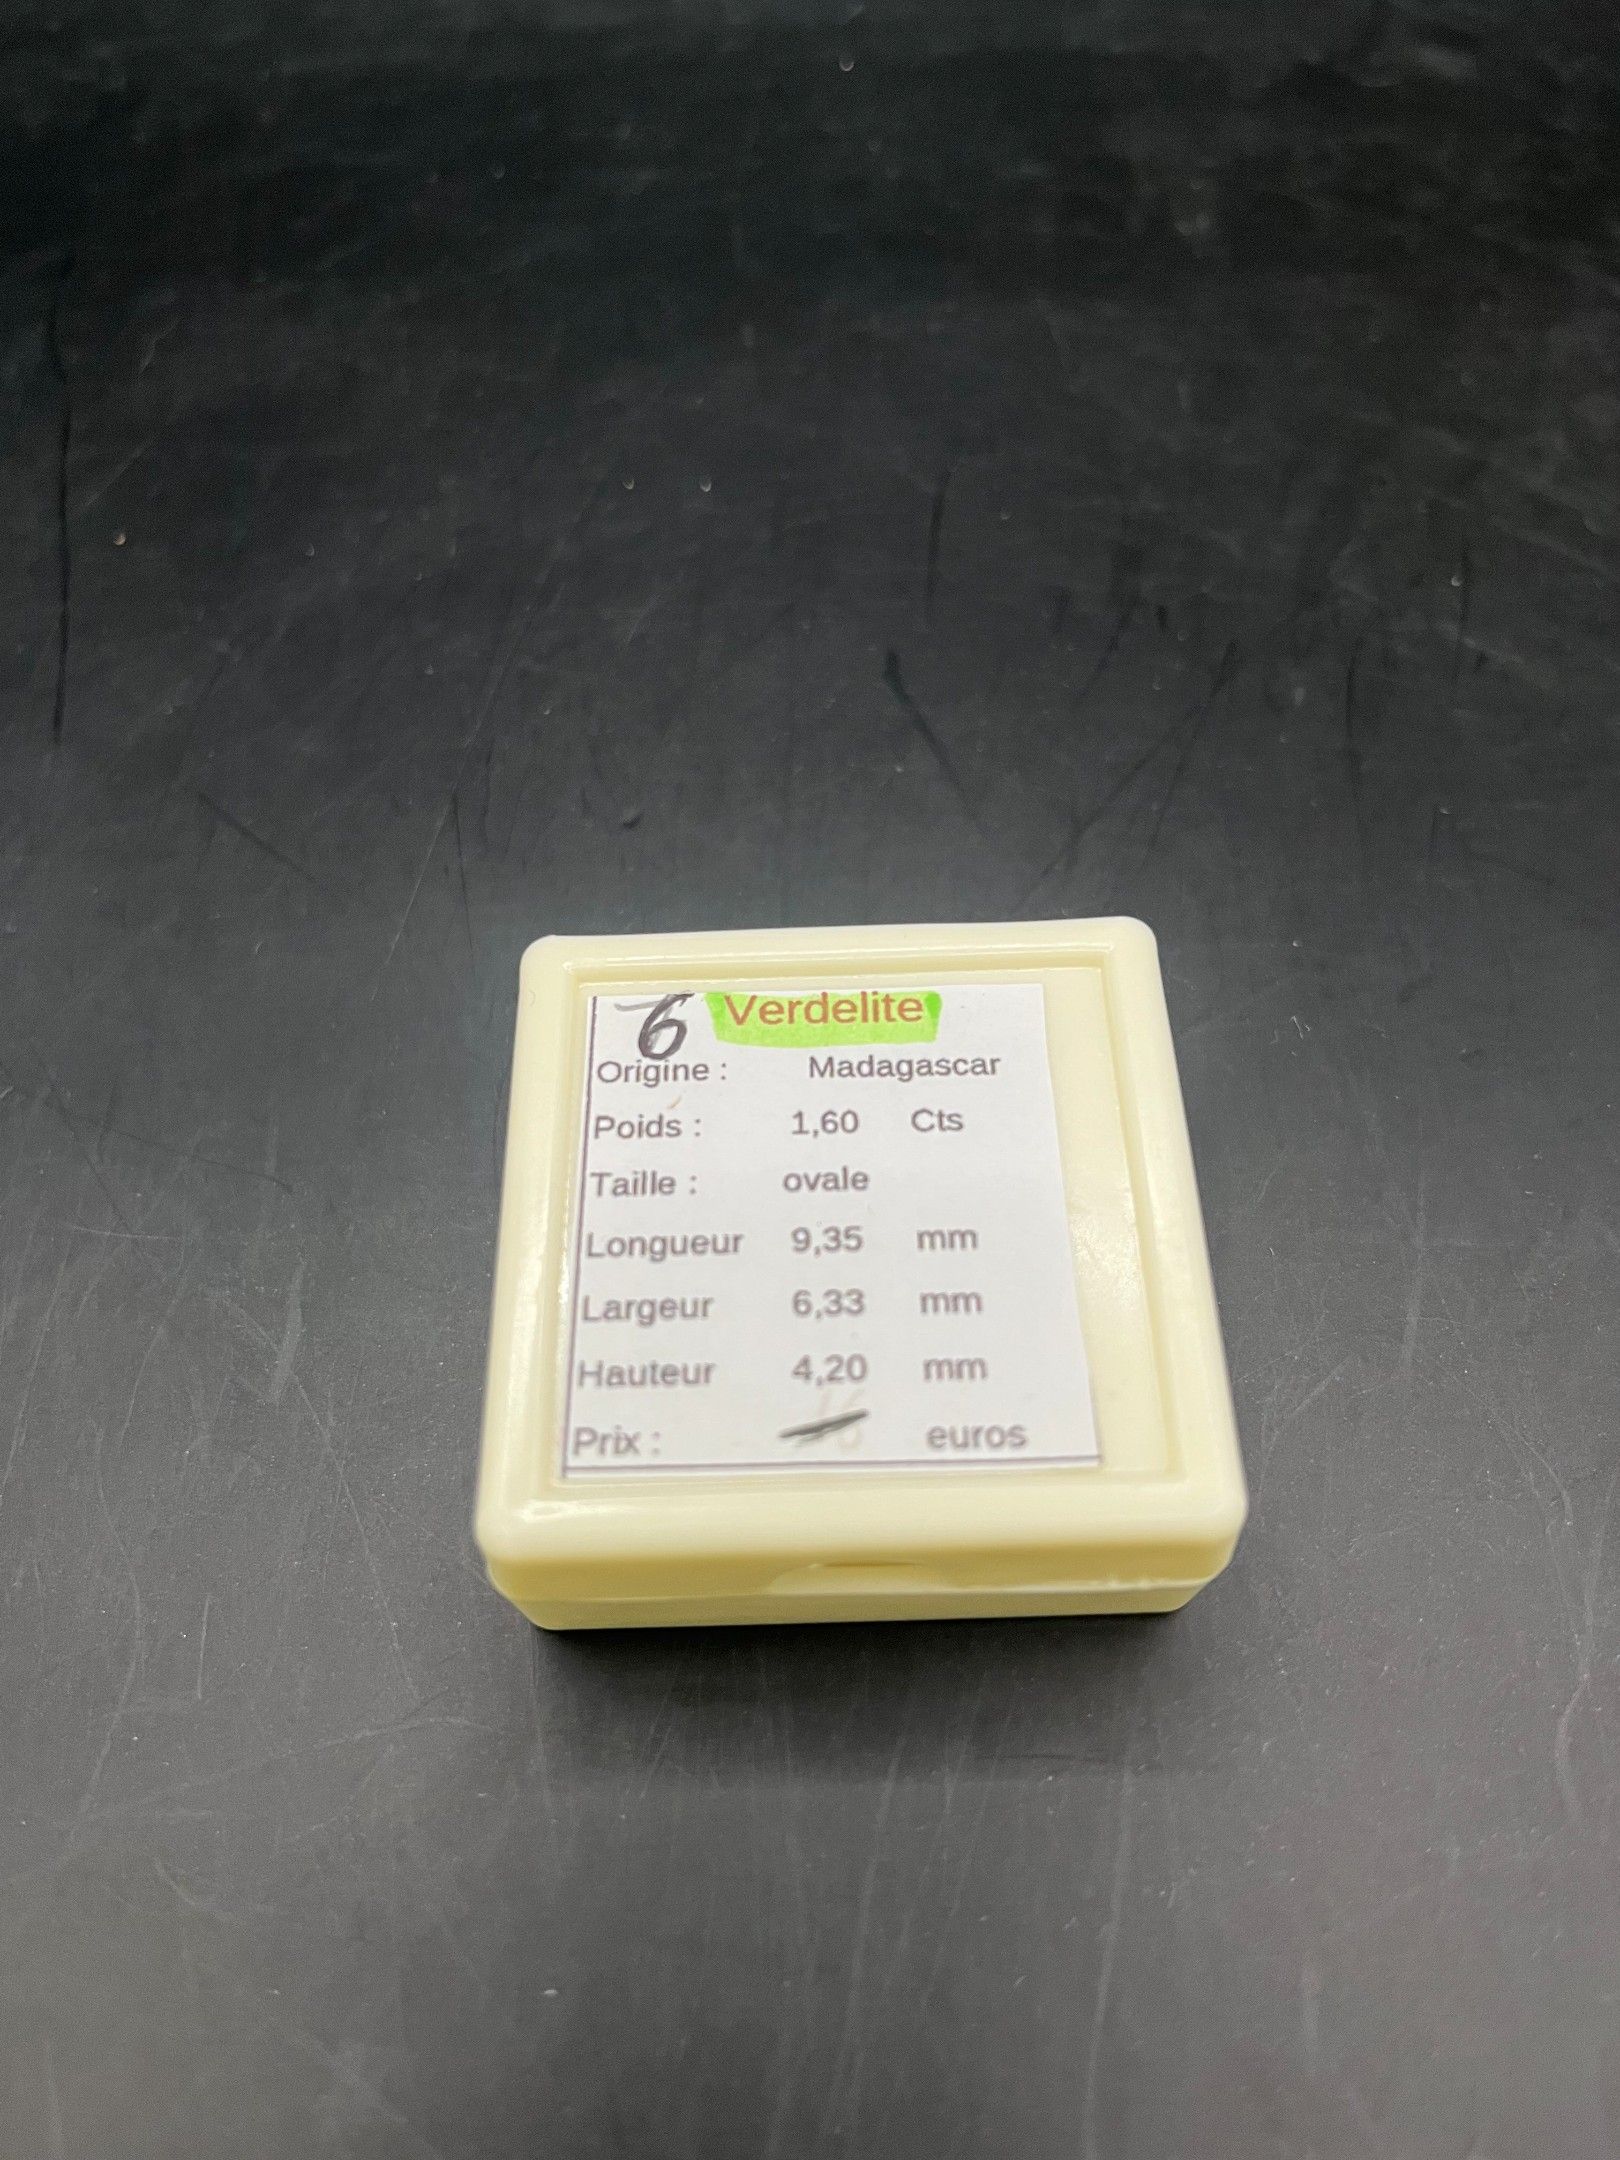 6 Verdelite
Origine : Madagascar
Poids : 1,60 Cts
Taille : ovale
Longueur 9,35 mm
Largeur 6,33 mm
Hauteur 4,20 mm
Prix : euros